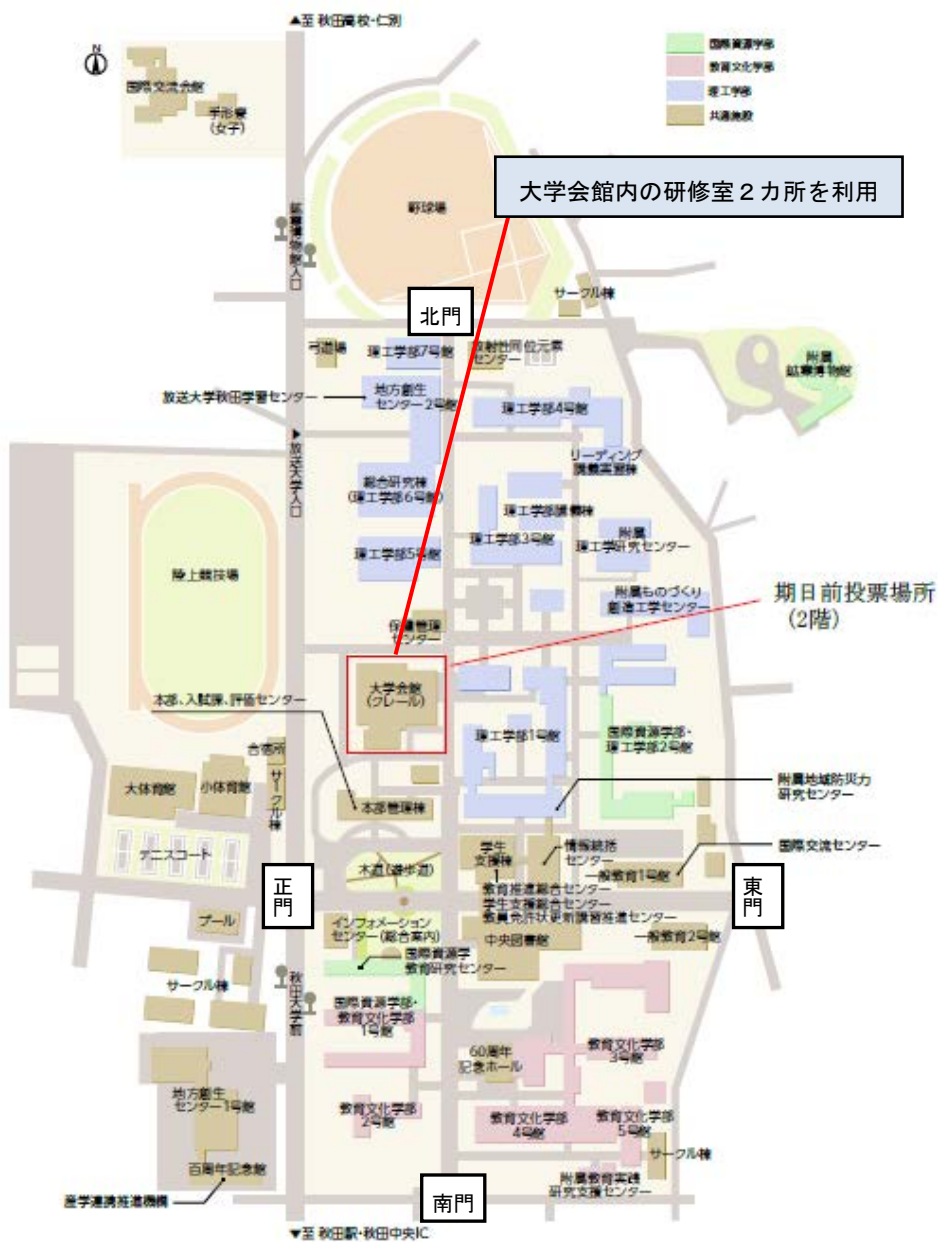 ▲至 秋田高校・仁別
N
国際交流会館
手形寮
(女子)
国際資源学部
教育文化学部
理工学部
共通施設
大学会館内の研修室２カ所を利用
野球場
鉱業博物館入口
サークル棟
北門
弓道場
理工学部7号館
放射性同位元素
センター
附属
鉱業博物館
放送大学秋田学習センター
地方創生
センター2号館
理工学部4号館
▶放送大学入口
リーディング
講義実習棟
総合研究棟
(理工学部6号館)
理工学部講義棟
理工学部3号館
附属
理工学研究センター
理工学部5号館
陸上競技場
附属ものづくり
創造工学センター
期日前投票場所
(2階)
保健管理
センター
大学会館
(クレール)
本部、入試課、評価センター
理工学部1号館
国際資源学部・
理工学部2号館
合宿所
サークル棟
大体育館
小体育館
附属地域防災力
研究センター
本部管理棟
テニスコート
学生
支援棟
情報統括
センター
国際交流センター
一般教育1号館
木道(遊歩道)
教育推進総合センター
学生支援総合センター
教員免許状更新講習推進センター
正門
東門
プール
インフォメーション
センター(総合案内)
中央図書館
一般教育2号館
国際資源学
教育研究センター
サークル棟
秋田大学前
国際資源学部・
教育文化学部
1号館
60周年
記念ホール
教育文化学部
3号館
地方創生
センター1号館
教育文化学部
2号館
教育文化学部
4号館
教育文化学部
5号館
サークル棟
百周年記念館
附属教育実践
研究支援センター
産学連携推進機構
南門
▼至 秋田駅・秋田中央IC